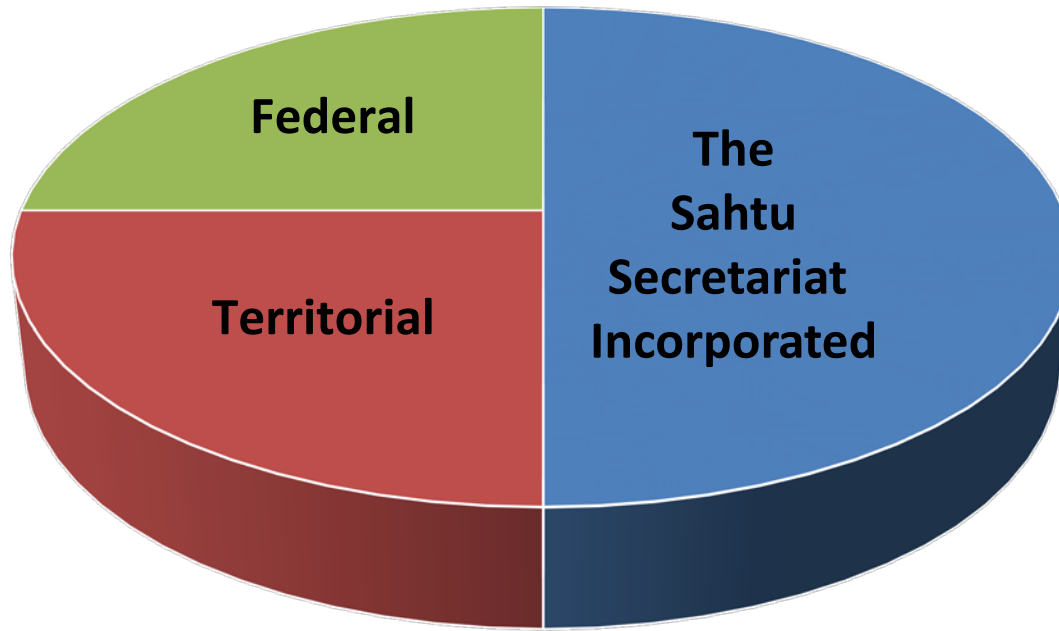 Federal
Territorial
The
Sahtu
Secretariat
Incorporated